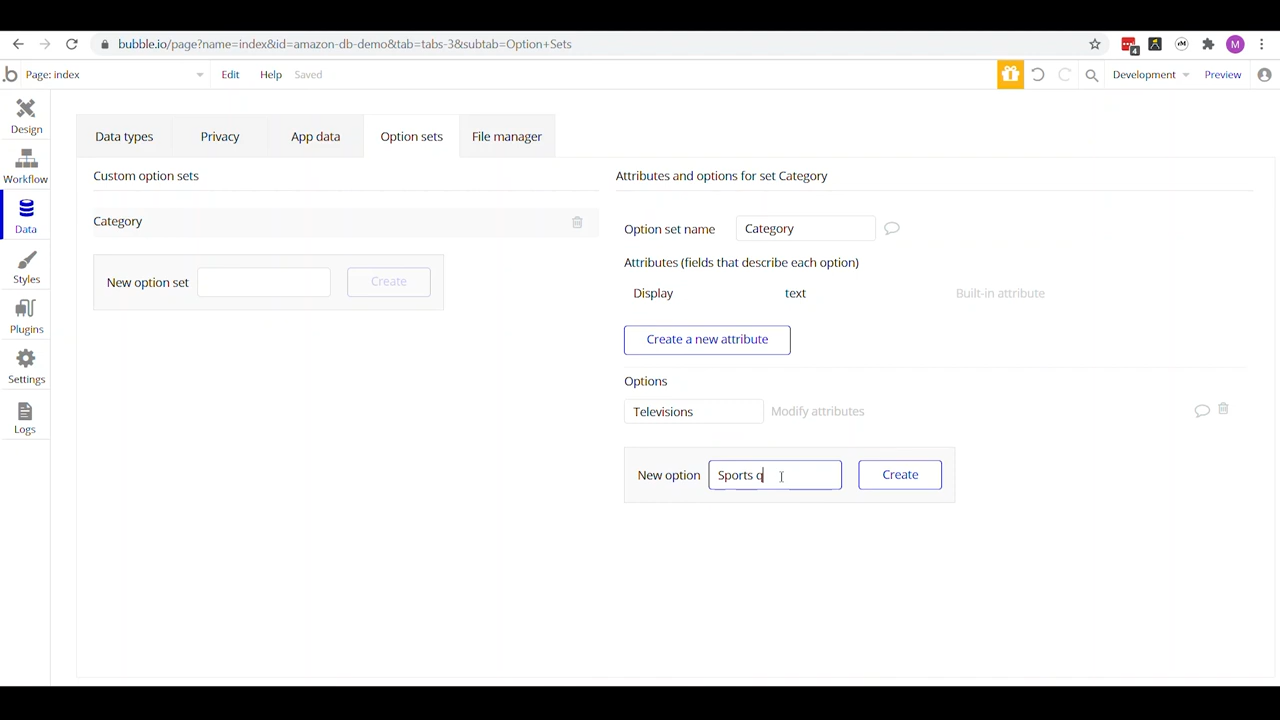 bubble.io/page?name=index&id=amazon-db-demo&tab=tabs-3&subtab=Option+Sets
4
M
Page: index
Edit
Help
Saved
Development
Preview
Design
Workflow
Data
Styles
Plugins
Settings
Logs
Data types
Privacy
App data
Option sets
File manager
Custom option sets
Category
New option set
Create
Attributes and options for set Category
Option set name
Category
Attributes (fields that describe each option)
Display
text
Built-in attribute
Create a new attribute
Options
Televisions
Modify attributes
New option
Sports q
Create